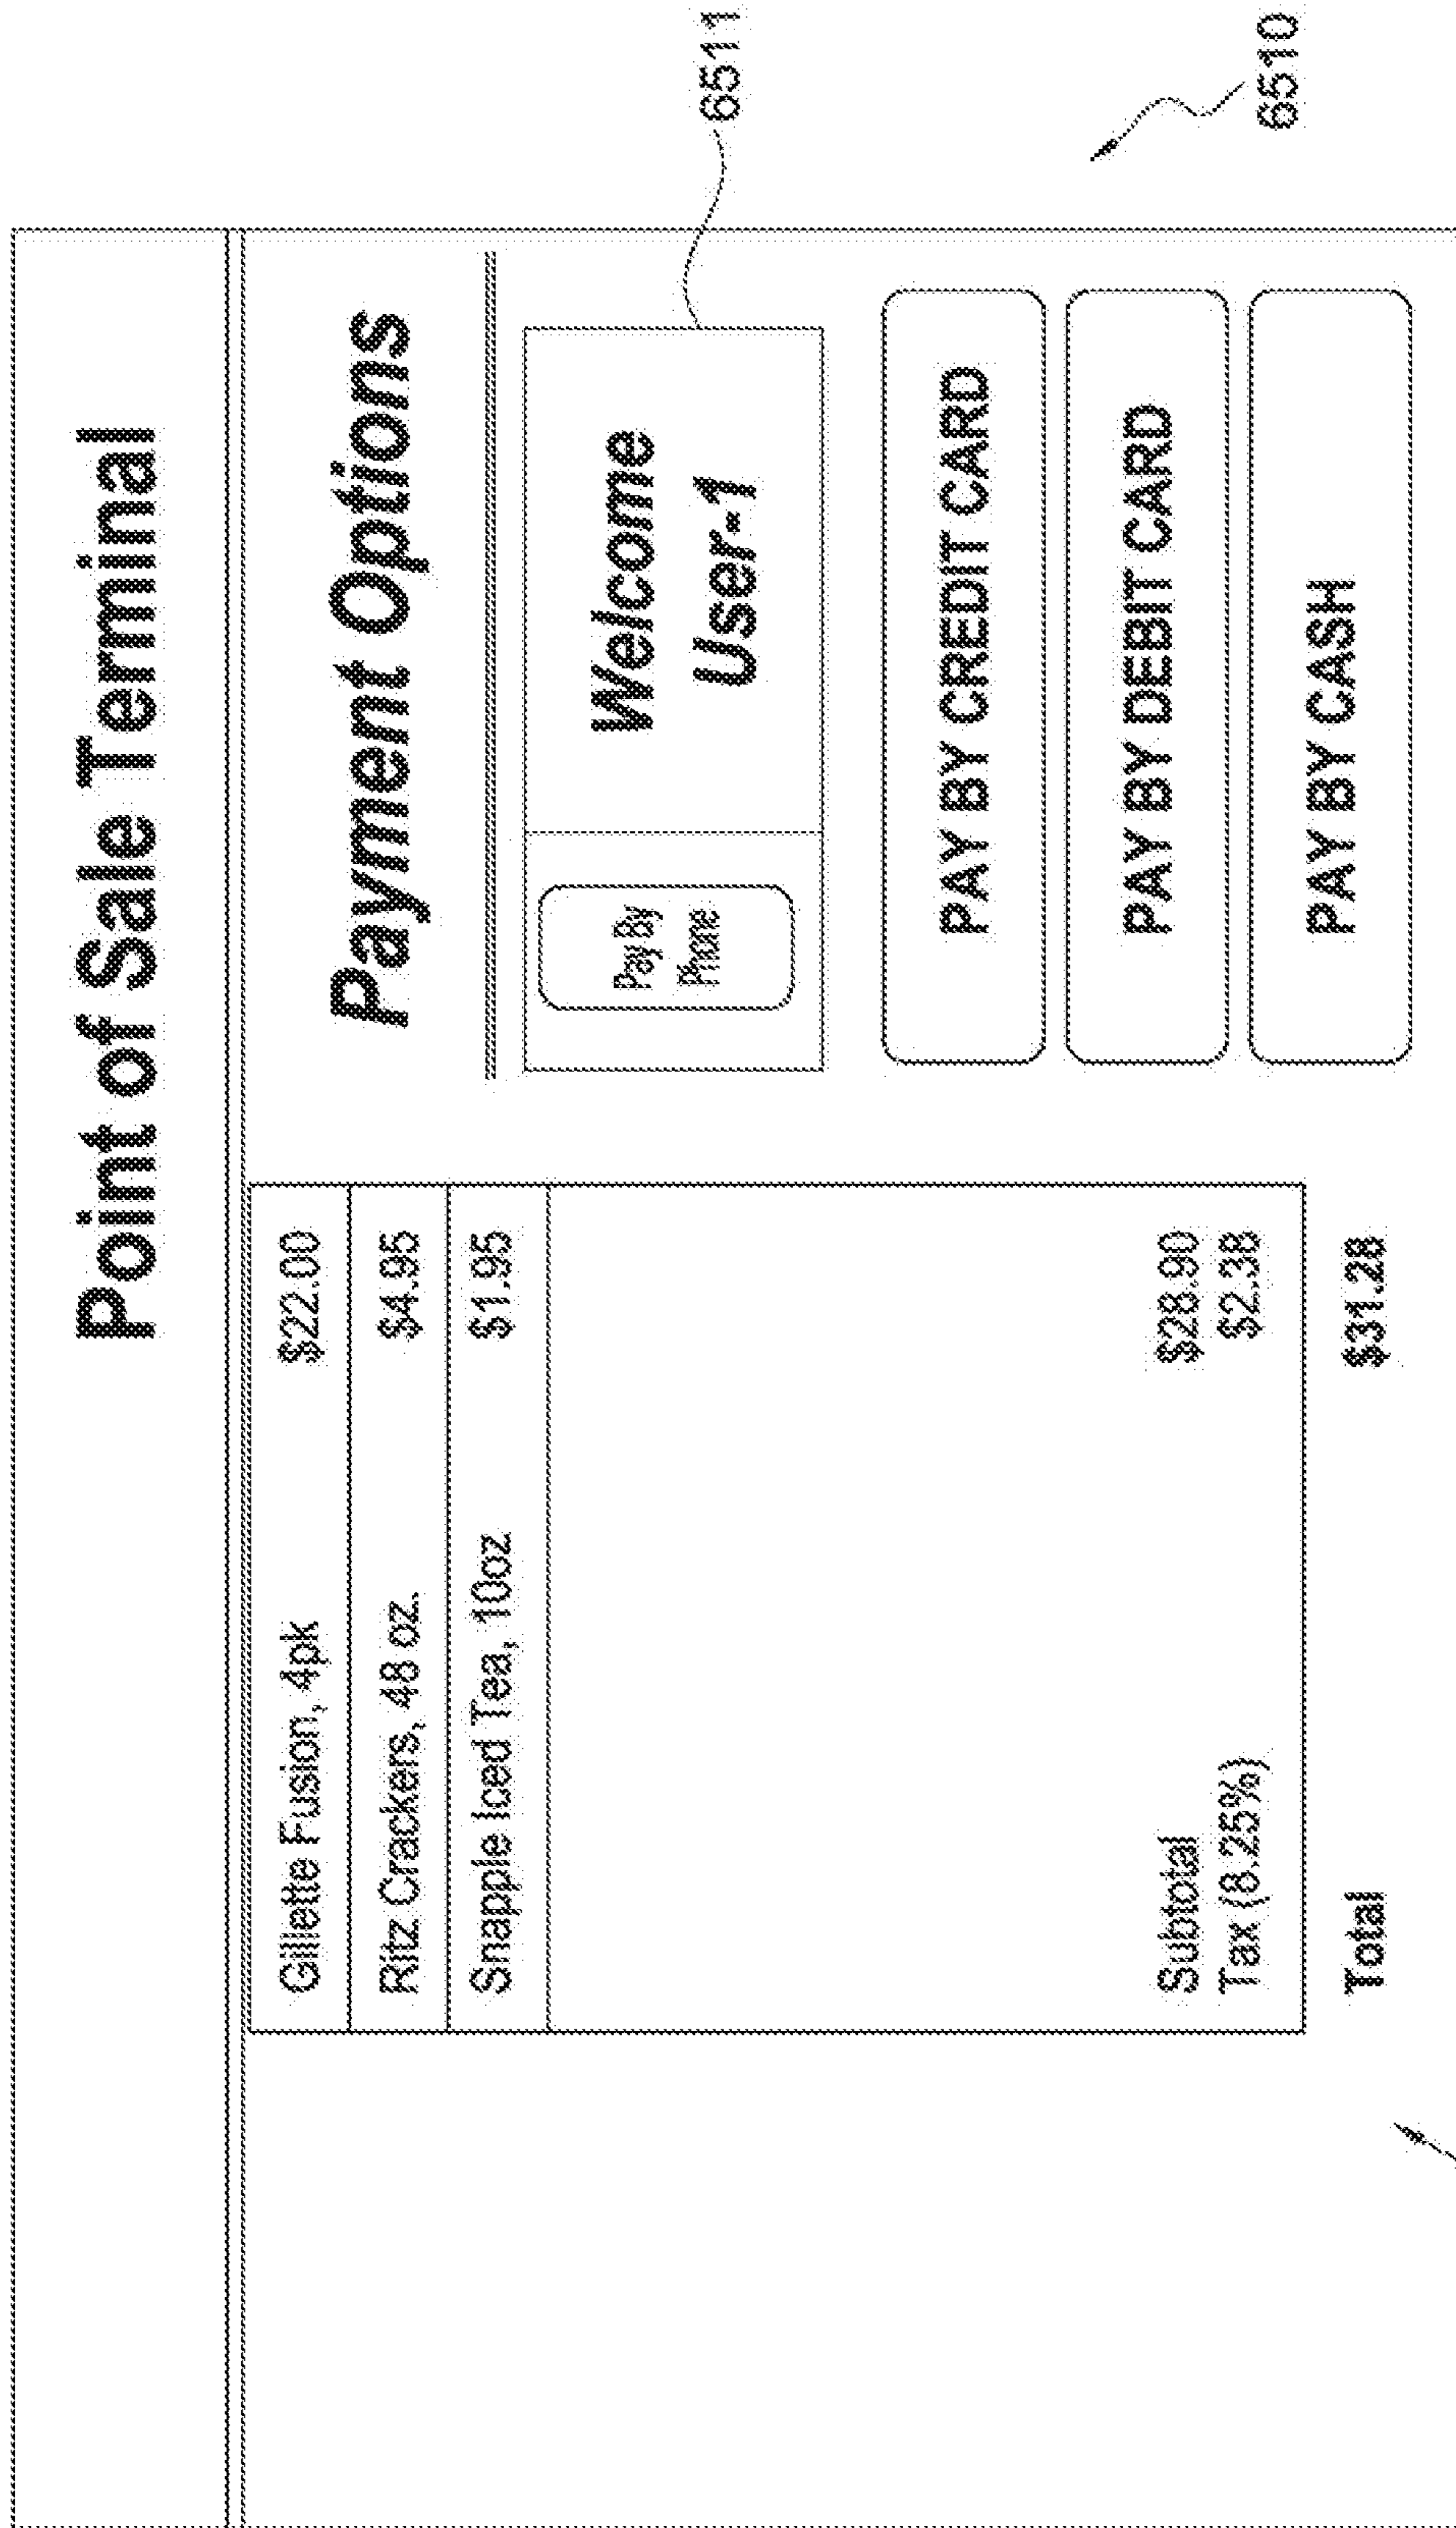 Point of Sale Terminal
Gillette Fusion, 4pk $22.00
Ritz Crackers, 48 oz. $4.95
Snapple Iced Tea, 10oz $1.95
Subtotal $28.90
Tax (8.25%) $2.38
Total $31.28
Payment Options
Pay By
Phone
Welcome
User-1
PAY BY CREDIT CARD
PAY BY DEBIT CARD
PAY BY CASH
6511
6510